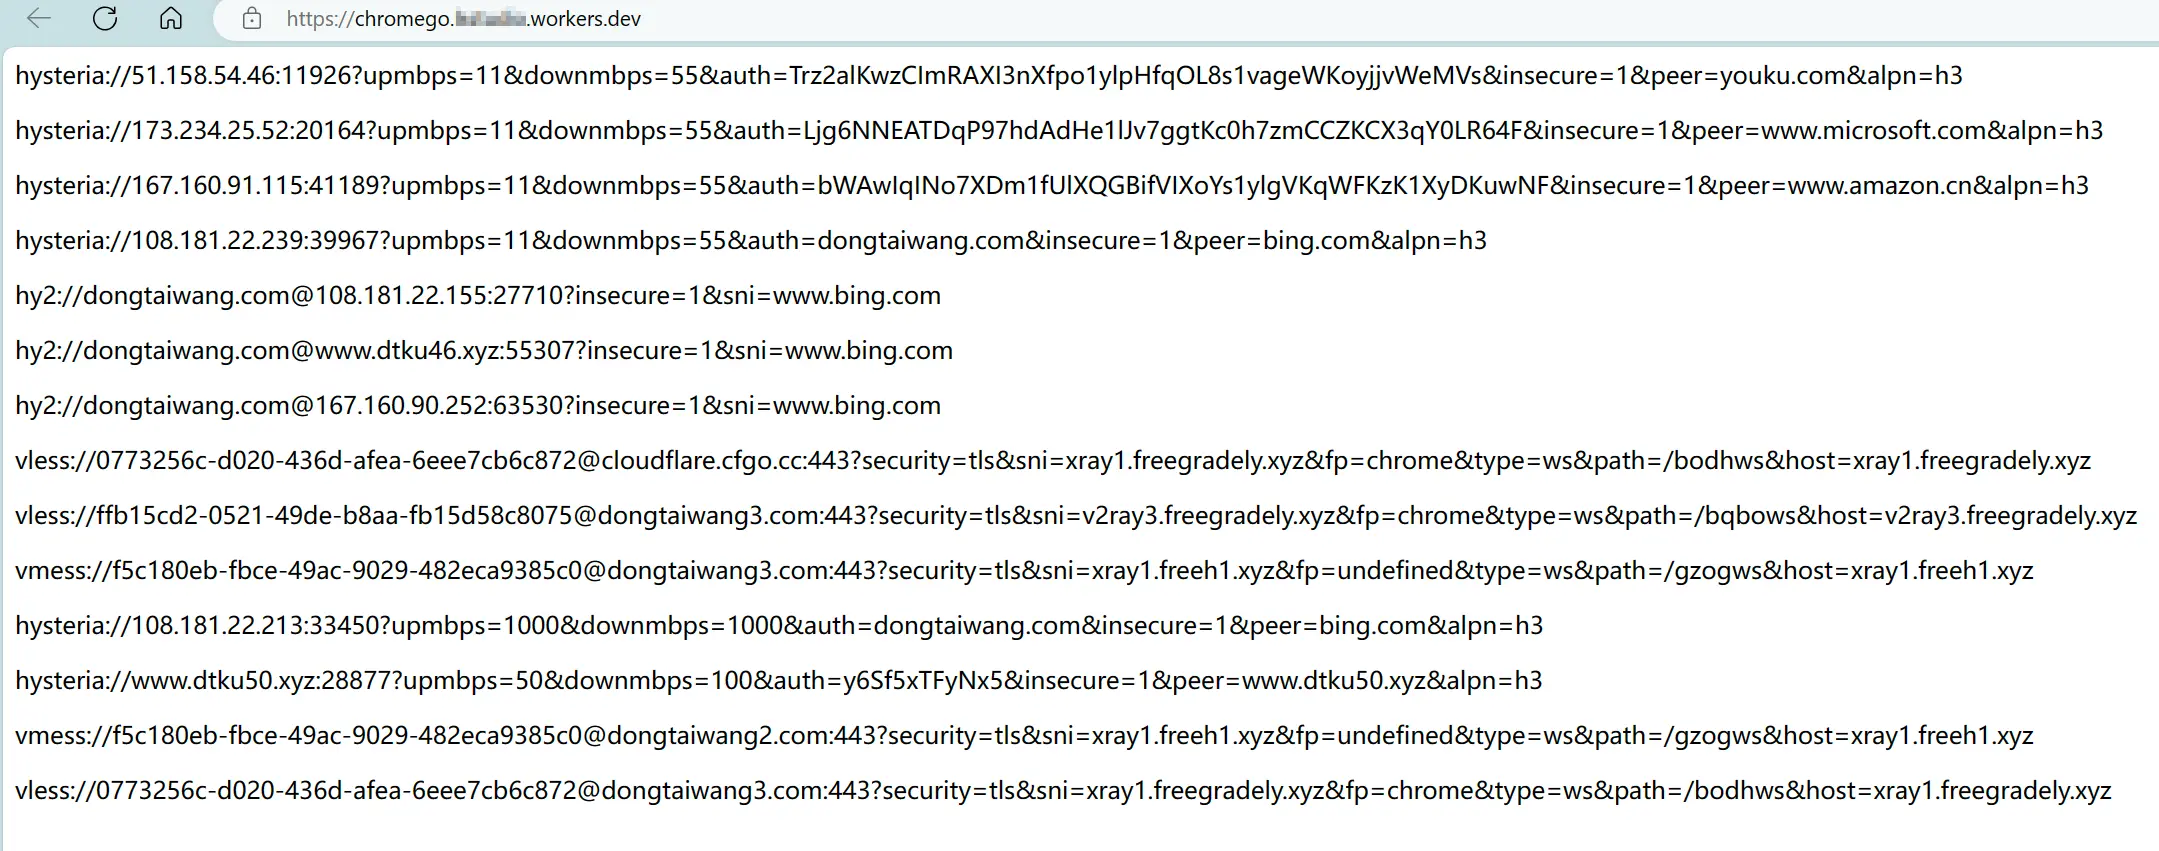 https://chromego..workers.dev
hysteria://51.158.54.46:11926?upmbps=11&downmbps=55&auth=Trz2alKwzCImRAXI3nXfpo1ylpHfqOL8s1vageWKoyjjvWeMVs&insecure=1&peer=youku.com&alpn=h3
hysteria://173.234.25.52:20164?upmbps=11&downmbps=55&auth=Ljg6NNEATDqP97hdAdHe1lJv7ggtKc0h7zmCCZKCX3qY0LR64F&insecure=1&peer=www.microsoft.com&alpn=h3
hysteria://167.160.91.115:41189?upmbps=11&downmbps=55&auth=bWAwIqINo7XDm1fUlXQGBifVIXoYs1ylgVKqWFKzK1XyDKuwNF&insecure=1&peer=www.amazon.cn&alpn=h3
hysteria://108.181.22.239:39967?upmbps=11&downmbps=55&auth=dongtaiwang.com&insecure=1&peer=bing.com&alpn=h3
hy2://dongtaiwang.com@108.181.22.155:27710?insecure=1&sni=www.bing.com
hy2://dongtaiwang.com@www.dtku46.xyz:55307?insecure=1&sni=www.bing.com
hy2://dongtaiwang.com@167.160.90.252:63530?insecure=1&sni=www.bing.com
vless://0773256c-d020-436d-afea-6eee7cb6c872@cloudflare.cfgo.cc:443?security=tls&sni=xray1.freegradely.xyz&fp=chrome&type=ws&path=/bodhws&host=xray1.freegradely.xyz
vless://ffb15cd2-0521-49de-b8aa-fb15d58c8075@dongtaiwang3.com:443?security=tls&sni=v2ray3.freegradely.xyz&fp=chrome&type=ws&path=/bqbows&host=v2ray3.freegradely.xyz
vmess://f5c180eb-fbce-49ac-9029-482eca9385c0@dongtaiwang3.com:443?security=tls&sni=xray1.freeh1.xyz&fp=undefined&type=ws&path=/gzogws&host=xray1.freeh1.xyz
hysteria://108.181.22.213:33450?upmbps=1000&downmbps=1000&auth=dongtaiwang.com&insecure=1&peer=bing.com&alpn=h3
hysteria://www.dtku50.xyz:28877?upmbps=50&downmbps=100&auth=y6Sf5xTFyNx5&insecure=1&peer=www.dtku50.xyz&alpn=h3
vmess://f5c180eb-fbce-49ac-9029-482eca9385c0@dongtaiwang2.com:443?security=tls&sni=xray1.freeh1.xyz&fp=undefined&type=ws&path=/gzogws&host=xray1.freeh1.xyz
vless://0773256c-d020-436d-afea-6eee7cb6c872@dongtaiwang3.com:443?security=tls&sni=xray1.freegradely.xyz&fp=chrome&type=ws&path=/bodhws&host=xray1.freegradely.xyz